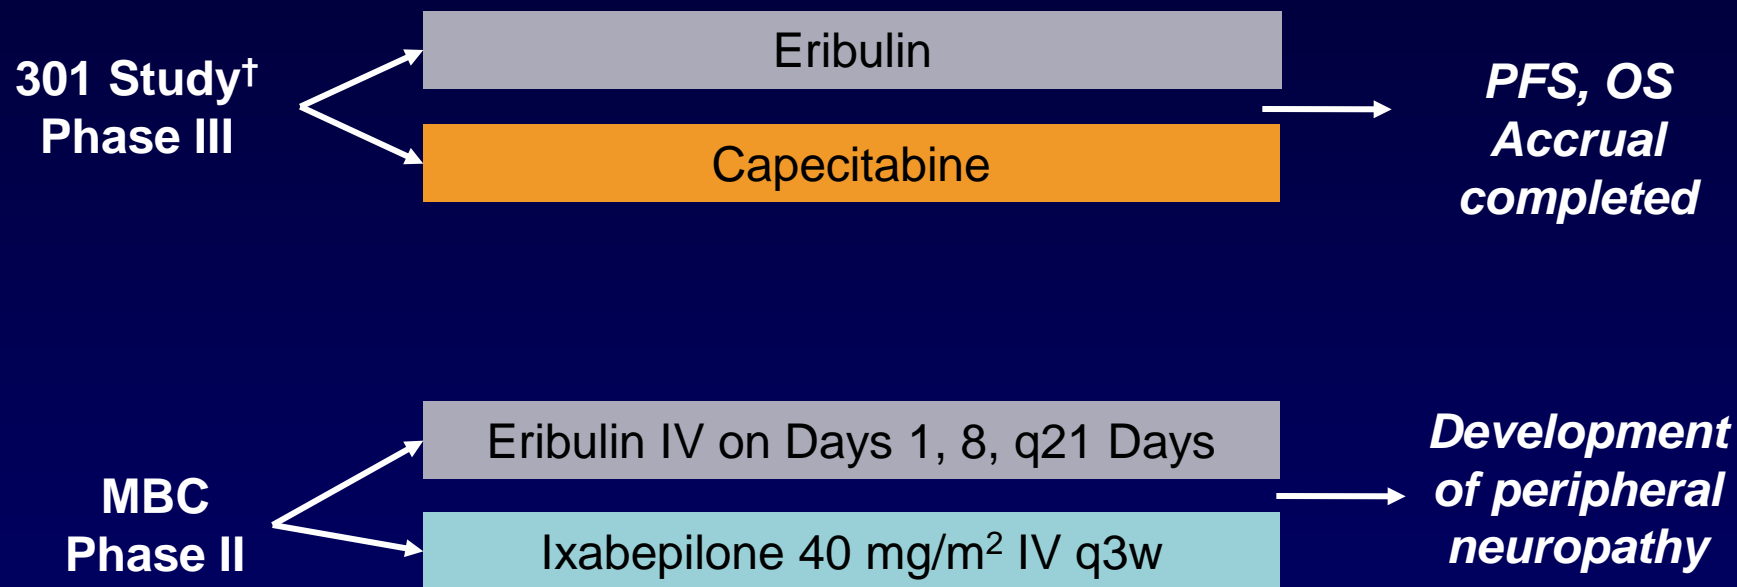 301 Study†
Phase III
Eribulin
Capecitabine
PFS, OS
Accrual
completed
MBC
Phase II
Eribulin IV on Days 1, 8, q21 Days
Ixabepilone 40 mg/m² IV q3w
Development
of peripheral
neuropathy